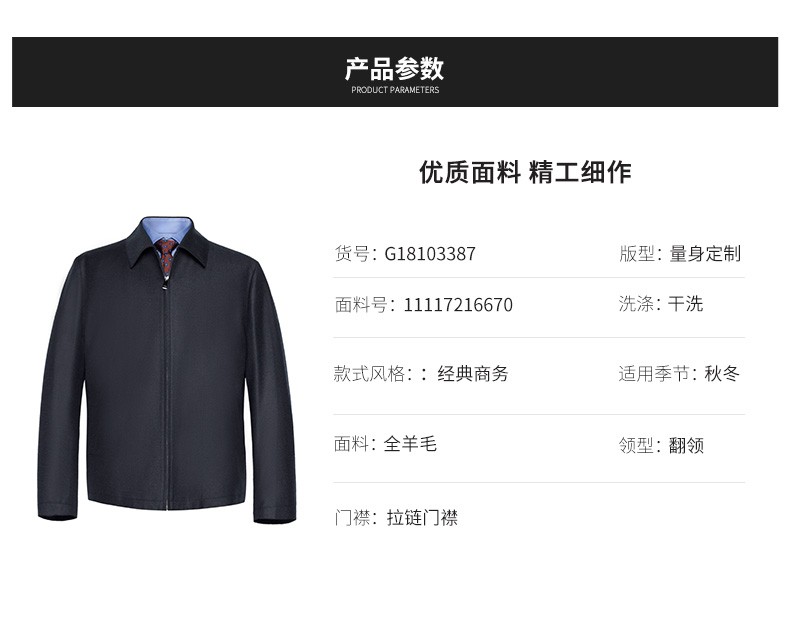 产品参数
PRODUCT PARAMETERS
优质面料 精工细作
货号：G18103387 版型：量身定制
面料号：11117216670 洗涤：干洗
款式风格：：经典商务 适用季节：秋冬
面料：全羊毛 领型：翻领
门襟：拉链门襟